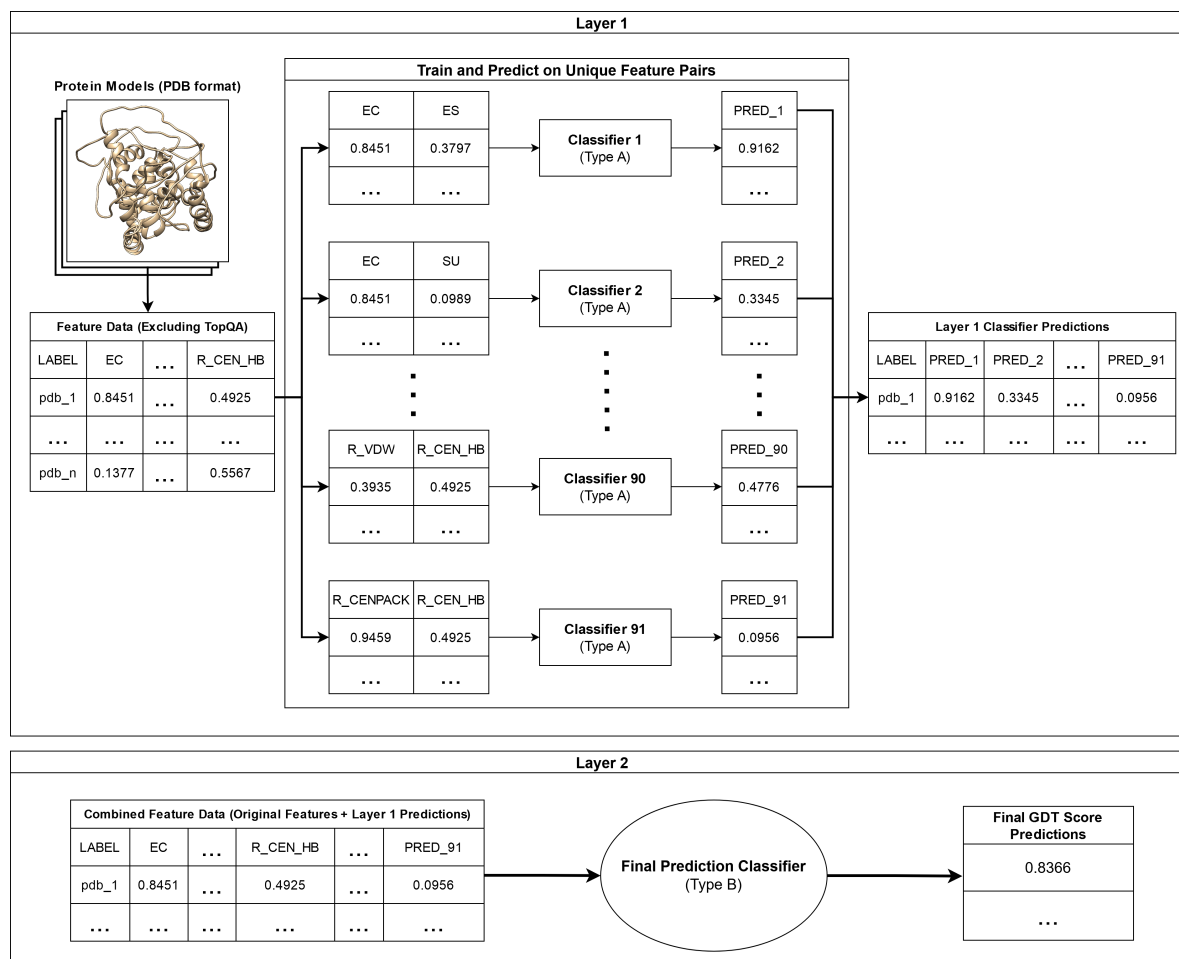 Layer 1
Train and Predict on Unique Feature Pairs
Protein Models (PDB format)
EC ES
0.8451 0.3797
... ...
Classifier 1
(Type A)
PRED_1
0.9162
...
EC SU
0.8451 0.0989
... ...
Classifier 2
(Type A)
PRED_2
0.3345
...
Feature Data (Excluding TopQA)
LABEL EC ... R_CEN_HB
pdb_1 0.8451 ... 0.4925
... ... ... ...
pdb_n 0.1377 ... 0.5567
R_VDW R_CEN_HB
0.3935 0.4925
... ...
Classifier 90
(Type A)
PRED_90
0.4776
...
R_CENPACK R_CEN_HB
0.9459 0.4925
... ...
Classifier 91
(Type A)
PRED_91
0.0956
...
Layer 1 Classifier Predictions
LABEL PRED_1 PRED_2 ... PRED_91
pdb_1 0.9162 0.3345 ... 0.0956
... ... ... ... ...
Layer 2
Combined Feature Data (Original Features + Layer 1 Predictions)
LABEL EC ... R_CEN_HB ... PRED_91
pdb_1 0.8451 ... 0.4925 ... 0.0956
... ... ... ... ... ...
Final Prediction Classifier
(Type B)
Final GDT Score
Predictions
0.8366
...